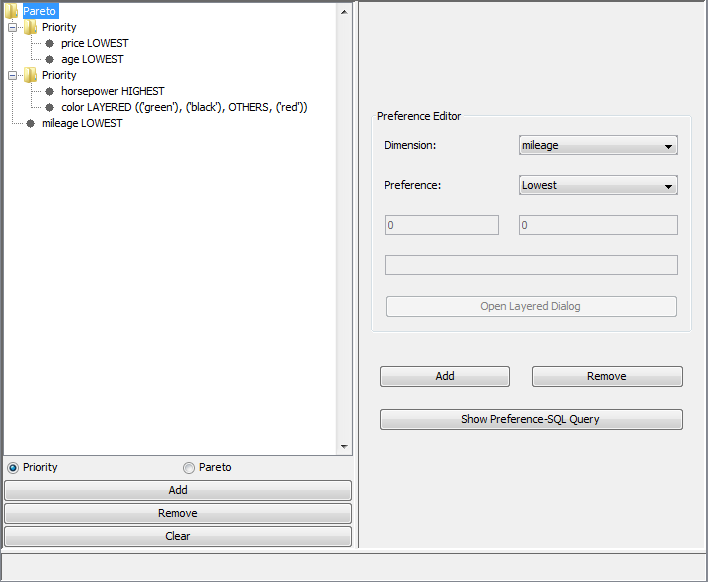 Pareto
Priority
price LOWEST
age LOWEST
Priority
horsepower HIGHEST
color LAYERED (('green'), ('black'), OTHERS, ('red'))
mileage LOWEST
Priority
Pareto
Add
Remove
Clear
Preference Editor
Dimension:
mileage
Preference:
Lowest
0
0
Open Layered Dialog
Add
Remove
Show Preference-SQL Query